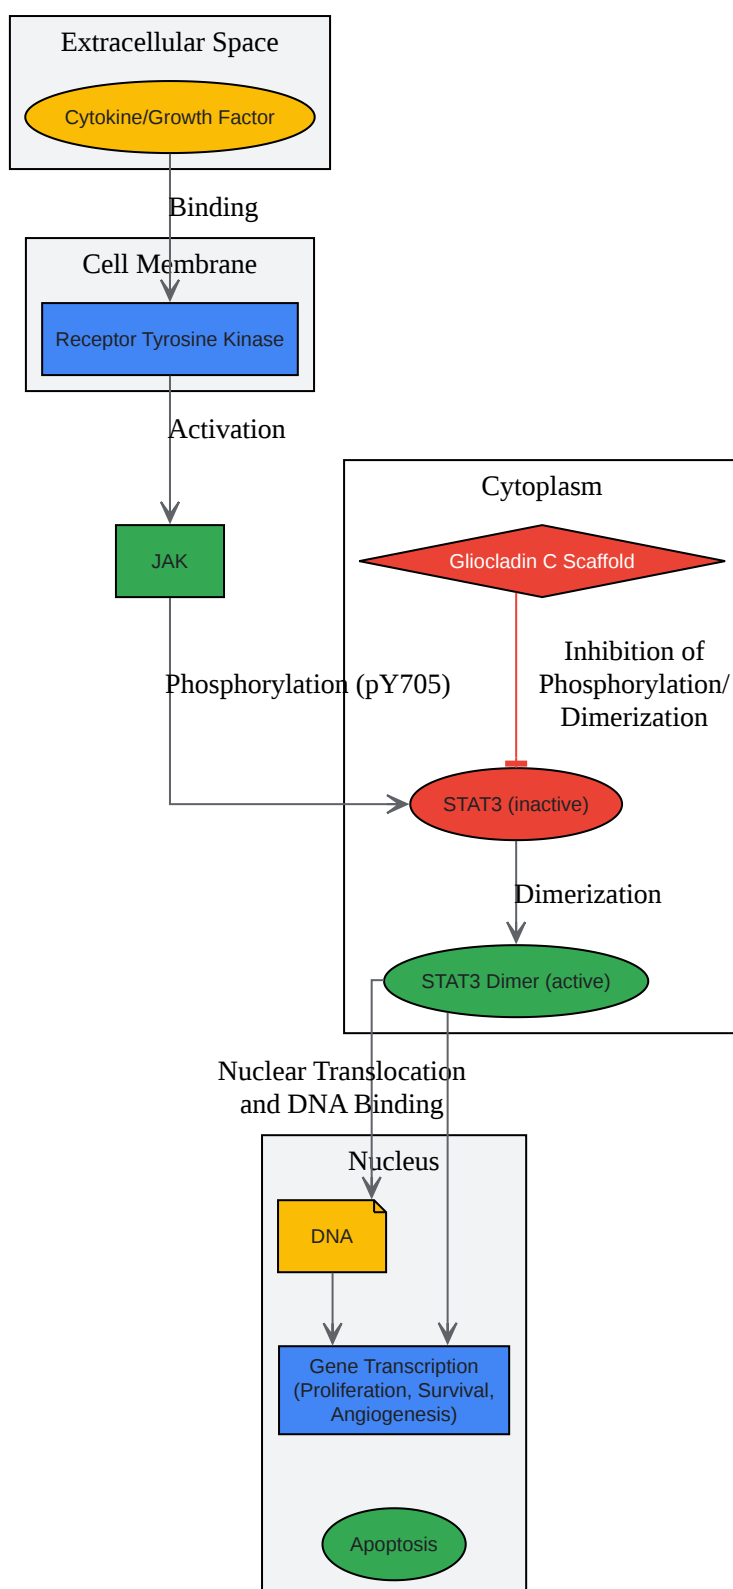 Extracellular Space
Cytokine/Growth Factor
Binding
Cell Membrane
Receptor Tyrosine Kinase
Activation
Cytoplasm
JAK
Gliocladin C Scaffold
Phosphorylation (pY705)
Inhibition of
Phosphorylation/
Dimerization
STAT3 (inactive)
Dimerization
STAT3 Dimer (active)
Nuclear Translocation
and DNA Binding
Nucleus
DNA
Gene Transcription
(Proliferation, Survival,
Angiogenesis)
Apoptosis